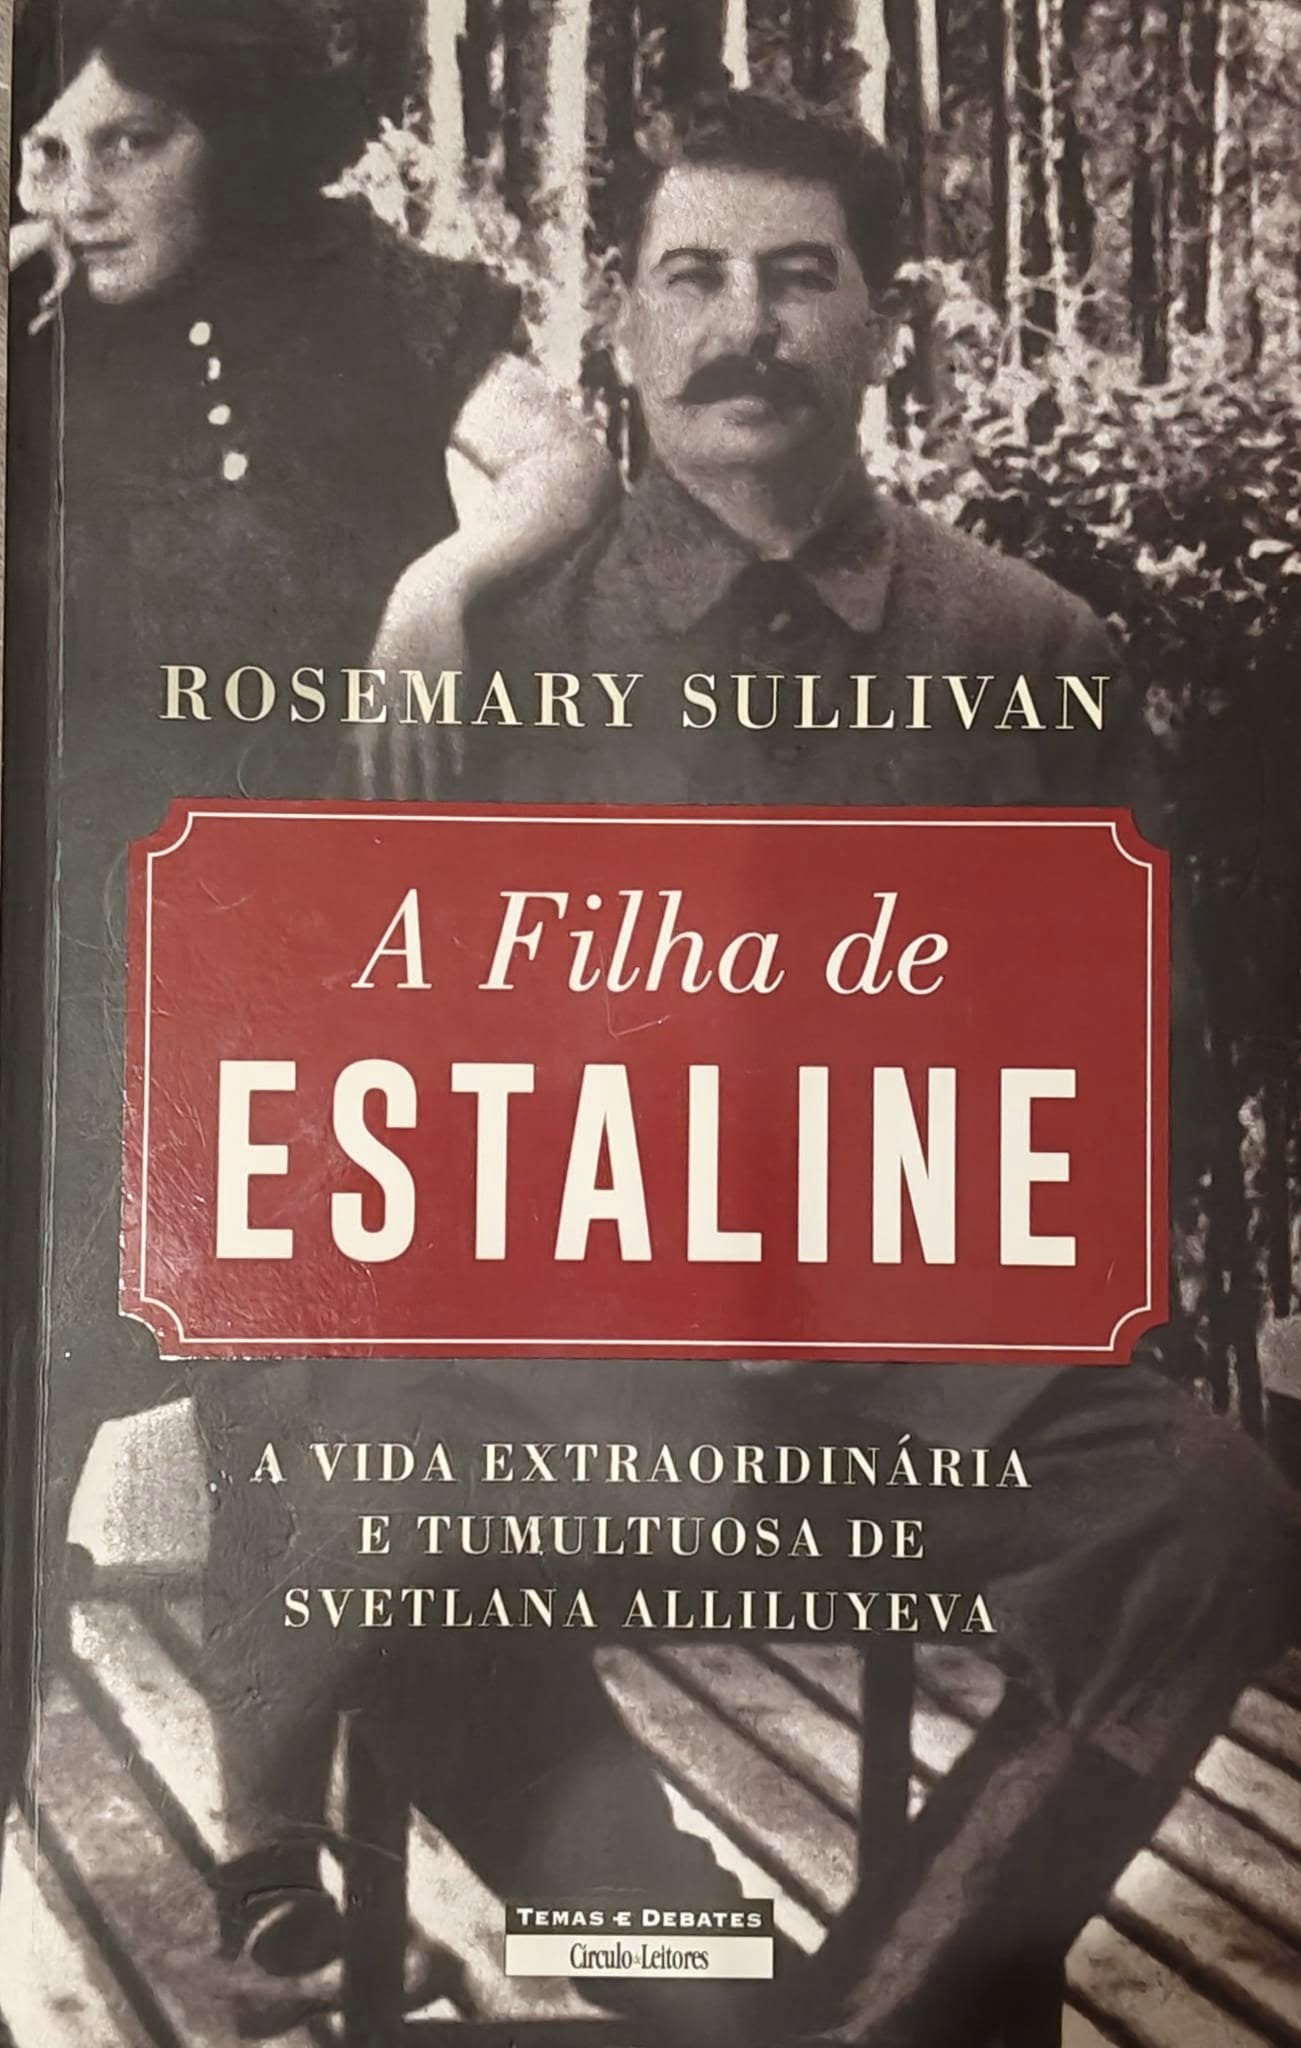 ROSEMARY SULLIVAN
A Filha de
ESTALINE
A VIDA EXTRAORDINÁRIA
E TUMULTUOSA DE
SVETLANA ALLILUYEVA
TEMAS E DEBATES
Círculo de Leitores